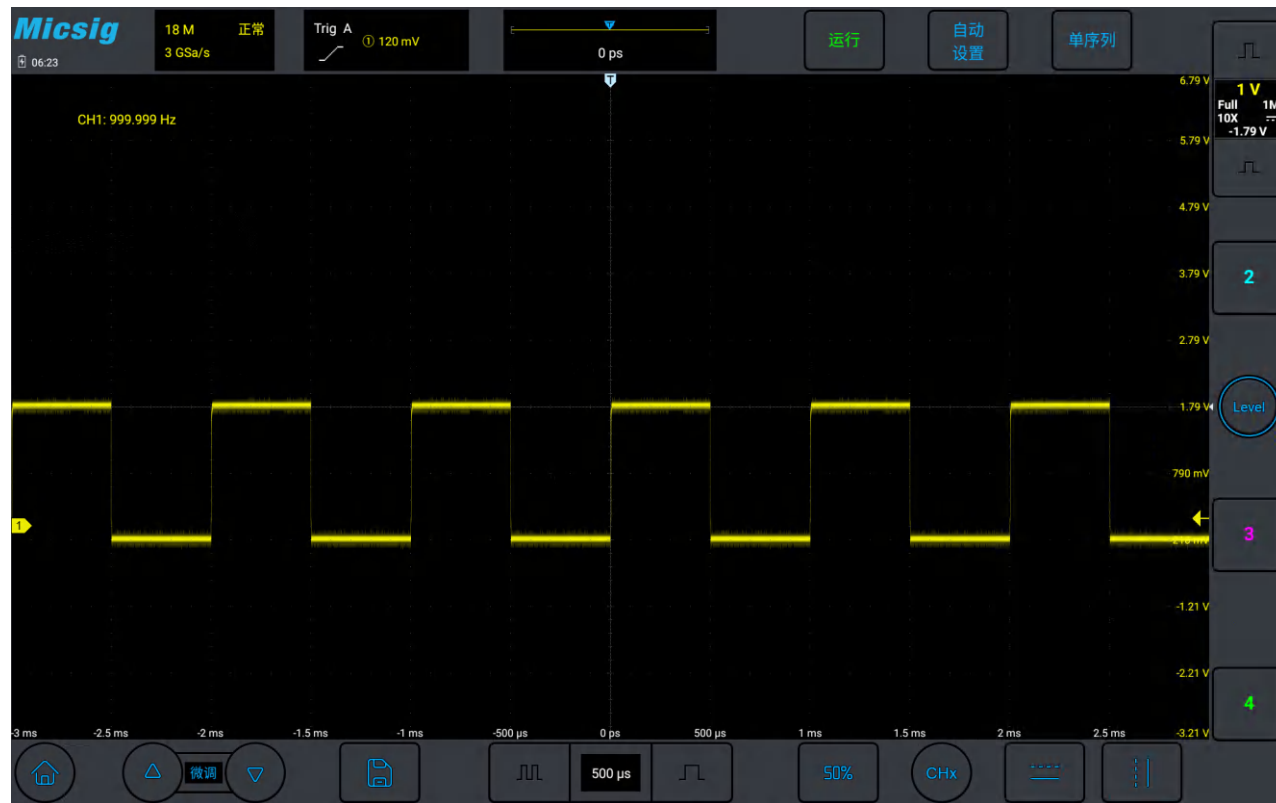 Micsig
06:23
18 M 正常
3 GSa/s
Trig A
① 120 mV
T
0 ps
运行
自动
设置
单序列
T
6.79 V
1 V
Full 1M
10X
-1.79 V
CH1: 999.999 Hz
5.79 V
4.79 V
3.79 V
2
2.79 V
1.79 V
Level
790 mV
1
3
-1.21 V
-2.21 V
4
-3.21 V
-3 ms
-2.5 ms
-2 ms
-1.5 ms
-1 ms
-500 μs
0 ps
500 μs
1 ms
1.5 ms
2 ms
2.5 ms
微调
500 μs
50%
CHx